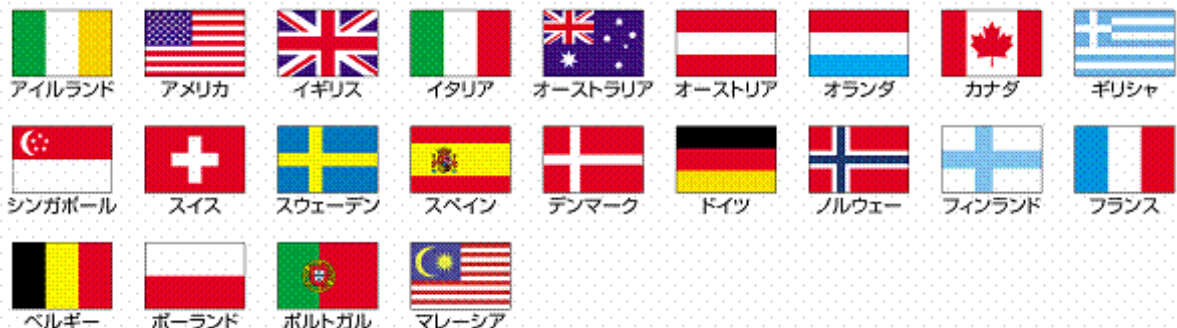 アイルランド アメリカ イギリス イタリア オーストラリア オーストリア オランダ カナダ ギリシャ
シンガポール スイス スウェーデン スペイン デンマーク ドイツ ノルウェー フィンランド フランス
ベルギー ポーランド ポルトガル マレーシア